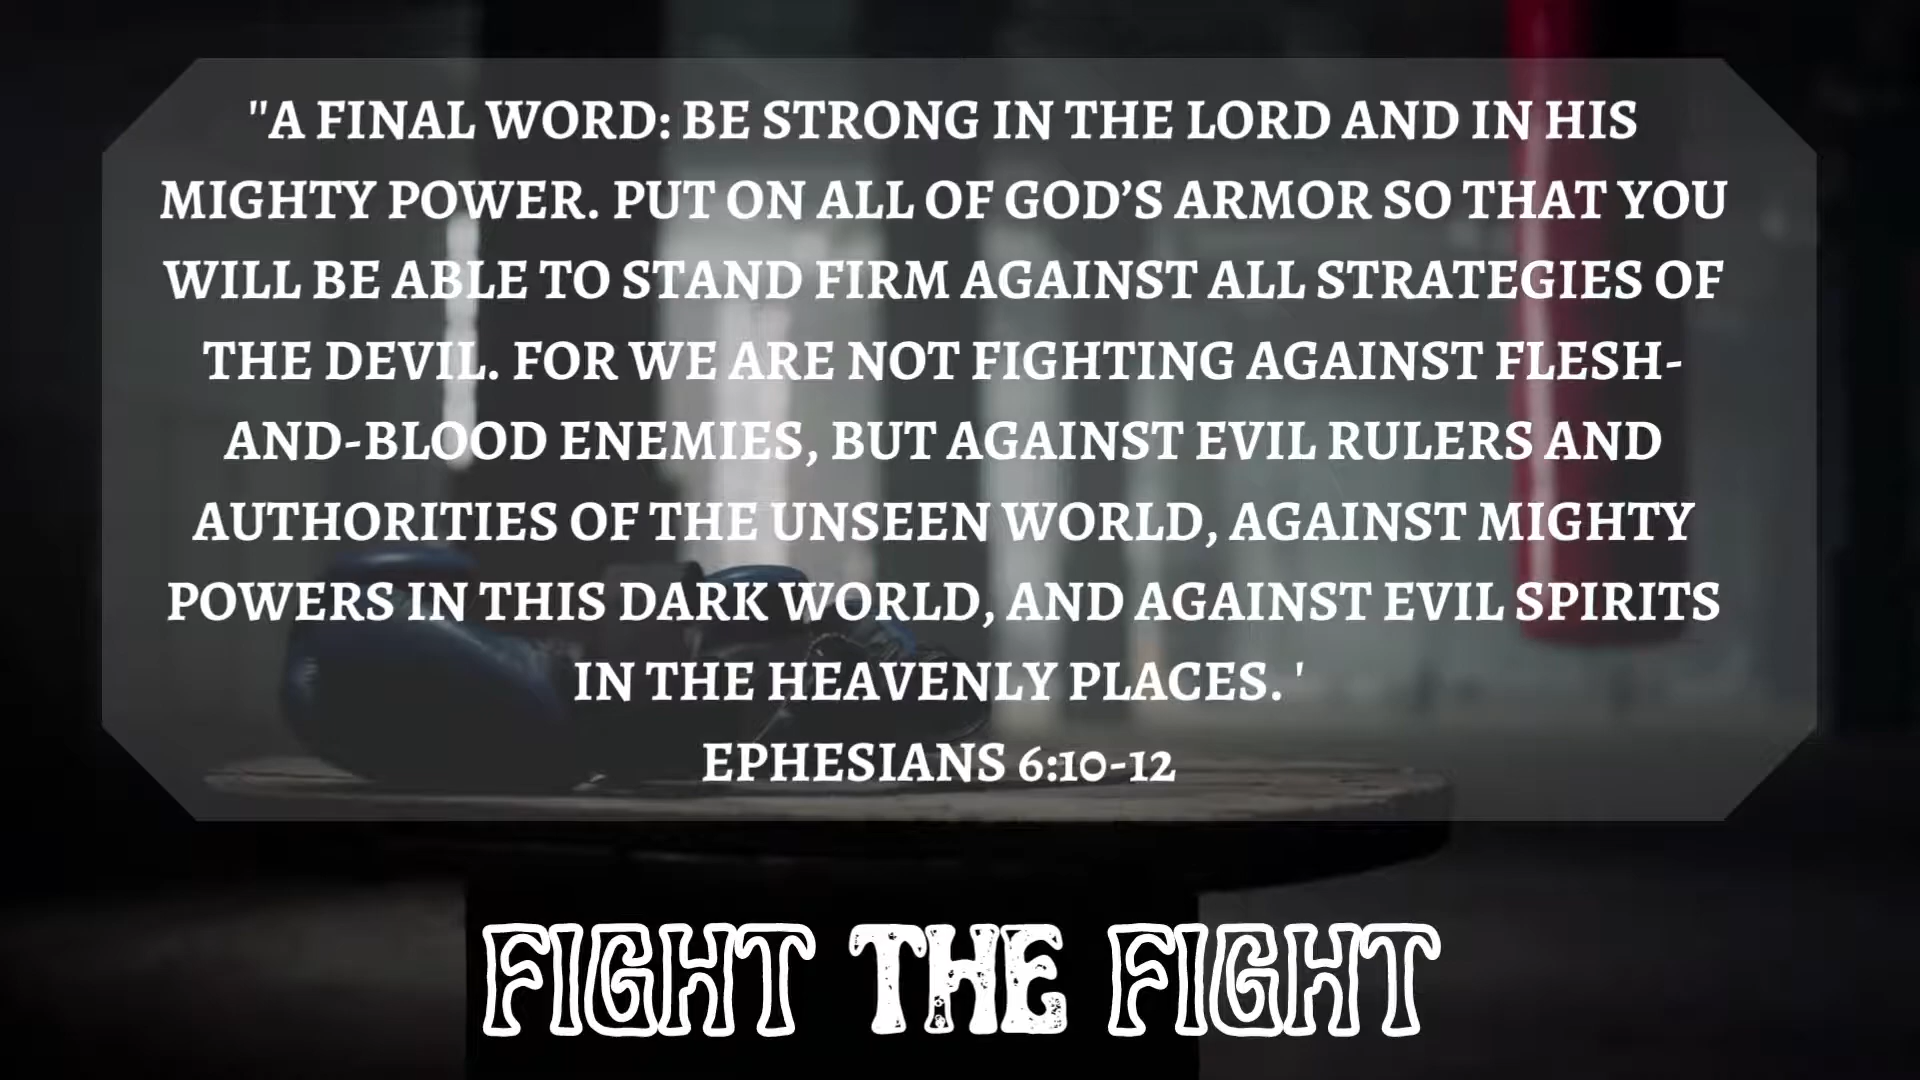 "A FINAL WORD: BE STRONG IN THE LORD AND IN HIS
MIGHTY POWER. PUT ON ALL OF GOD’S ARMOR SO THAT YOU
WILL BE ABLE TO STAND FIRM AGAINST ALL STRATEGIES OF
THE DEVIL. FOR WE ARE NOT FIGHTING AGAINST FLESH-
AND-BLOOD ENEMIES, BUT AGAINST EVIL RULERS AND
AUTHORITIES OF THE UNSEEN WORLD, AGAINST MIGHTY
POWERS IN THIS DARK WORLD, AND AGAINST EVIL SPIRITS
IN THE HEAVENLY PLACES. '
EPHESIANS 6:10-12
FIGHT THE FIGHT